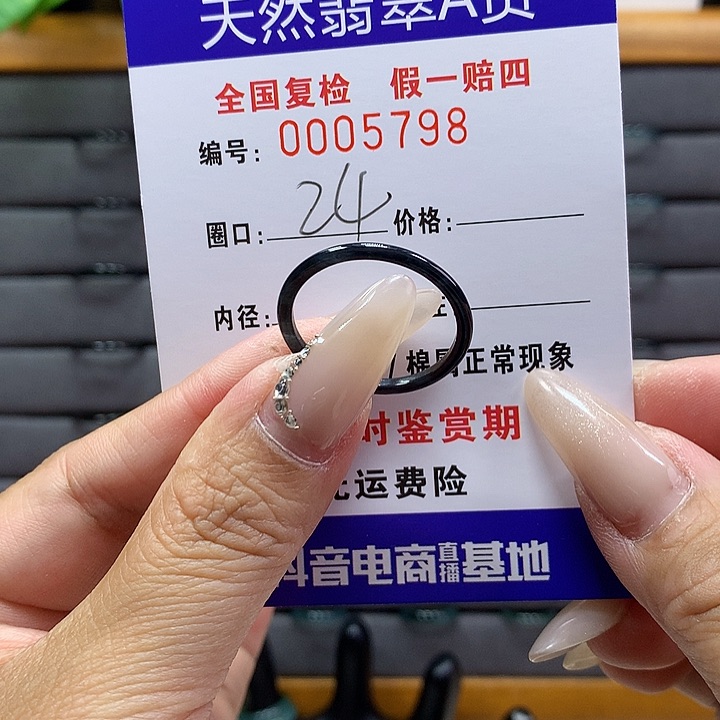 天然翡翠A货
全国复检 假一赔四
编号: 0005798
圈口: 24 价格:
内径:
棉属正常现象
时鉴赏期
运费险
抖音电商直播基地